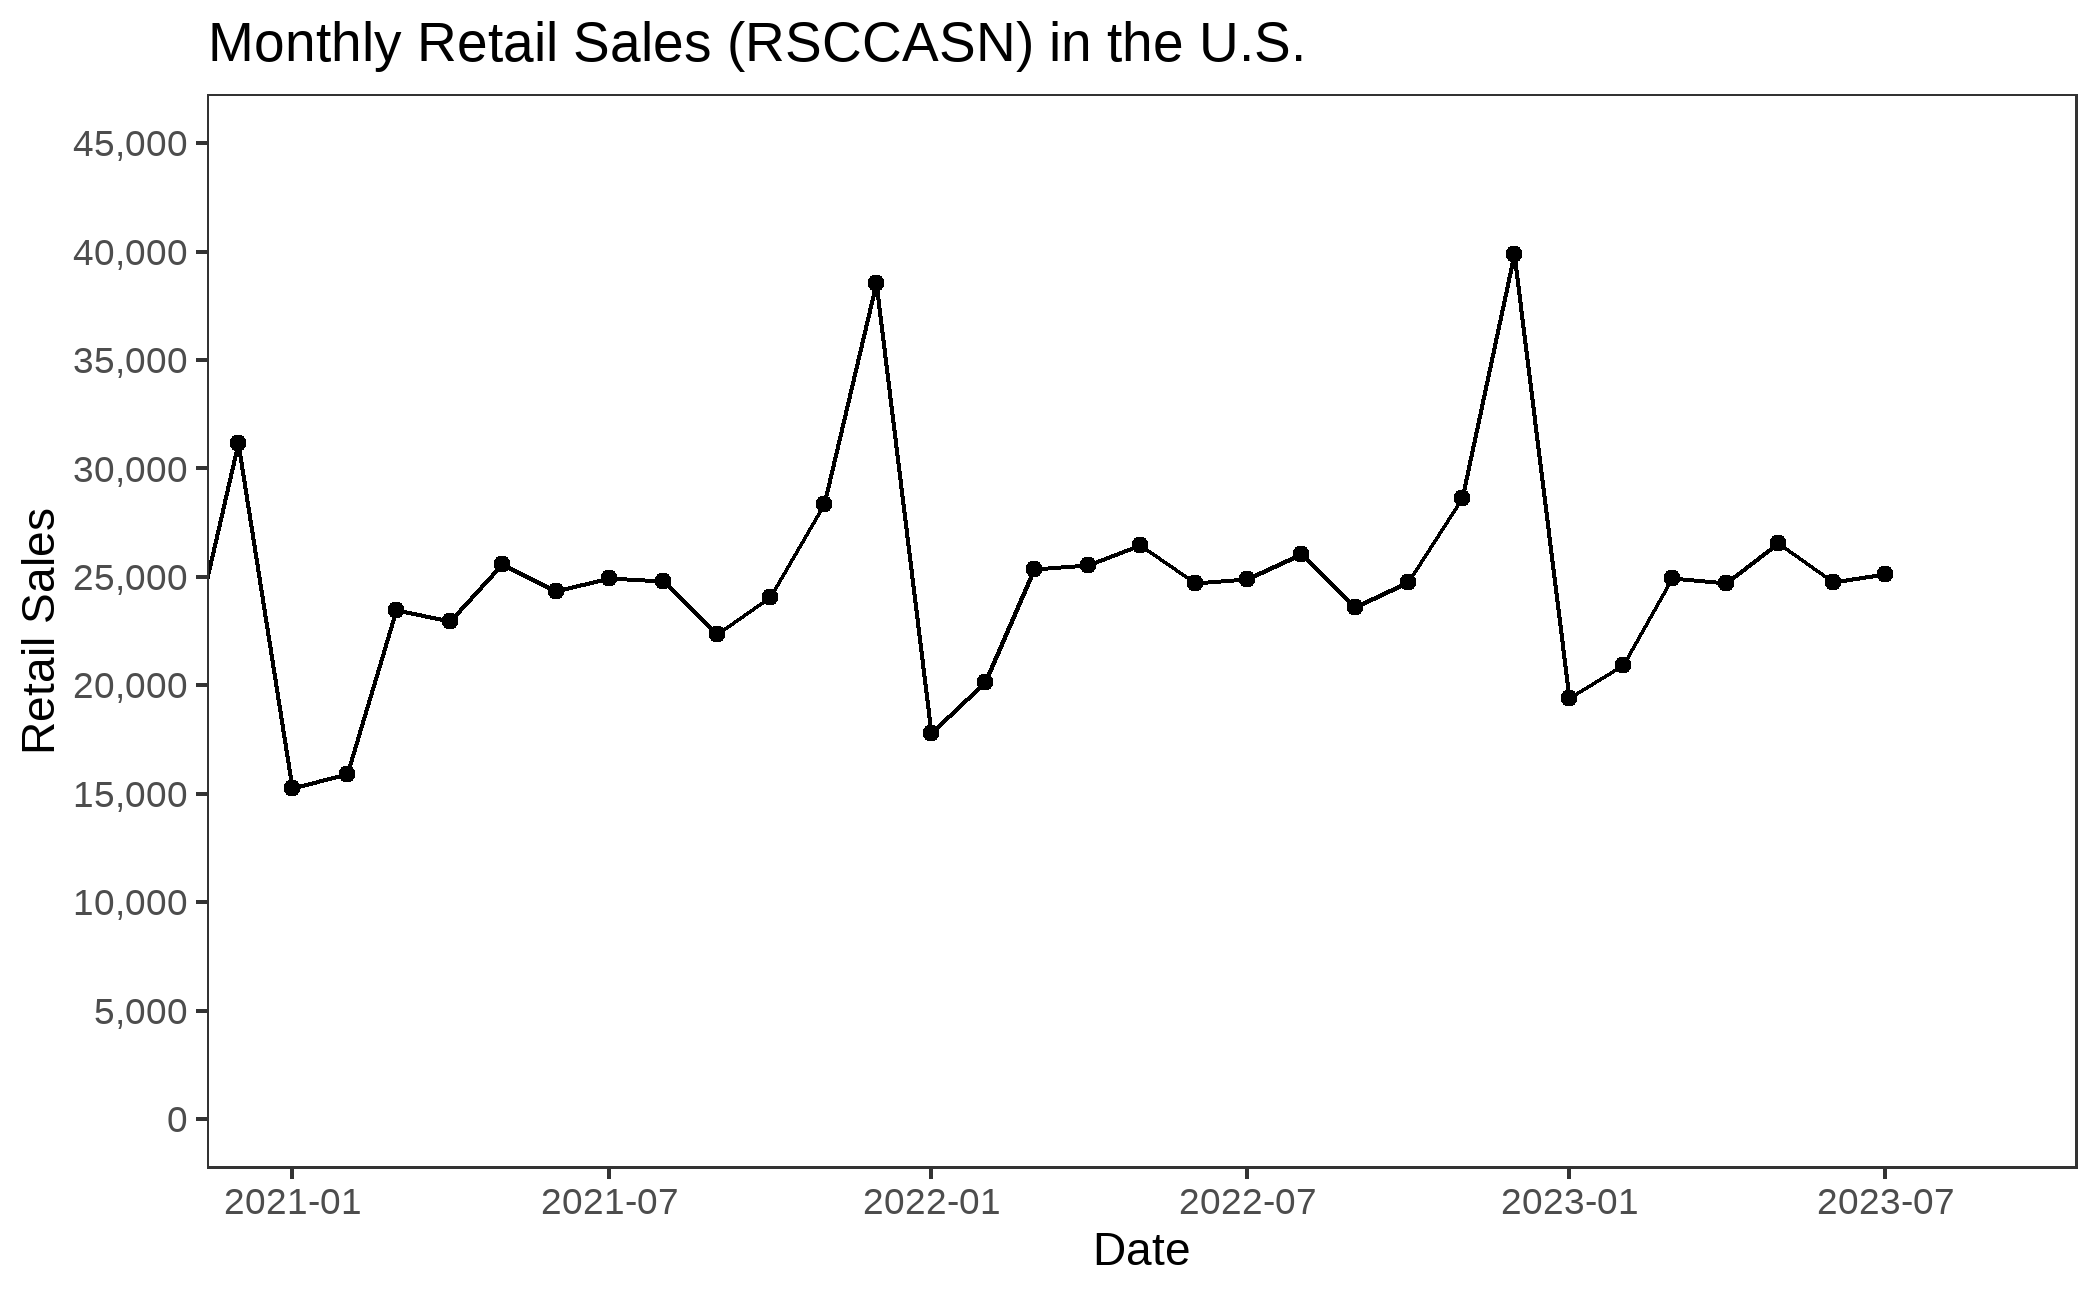 Monthly Retail Sales (RSCCASN) in the U.S.
Retail Sales
45,000
40,000
35,000
30,000
25,000
20,000
15,000
10,000
5,000
0
2021-01 2021-07 2022-01 2022-07 2023-01 2023-07
Date